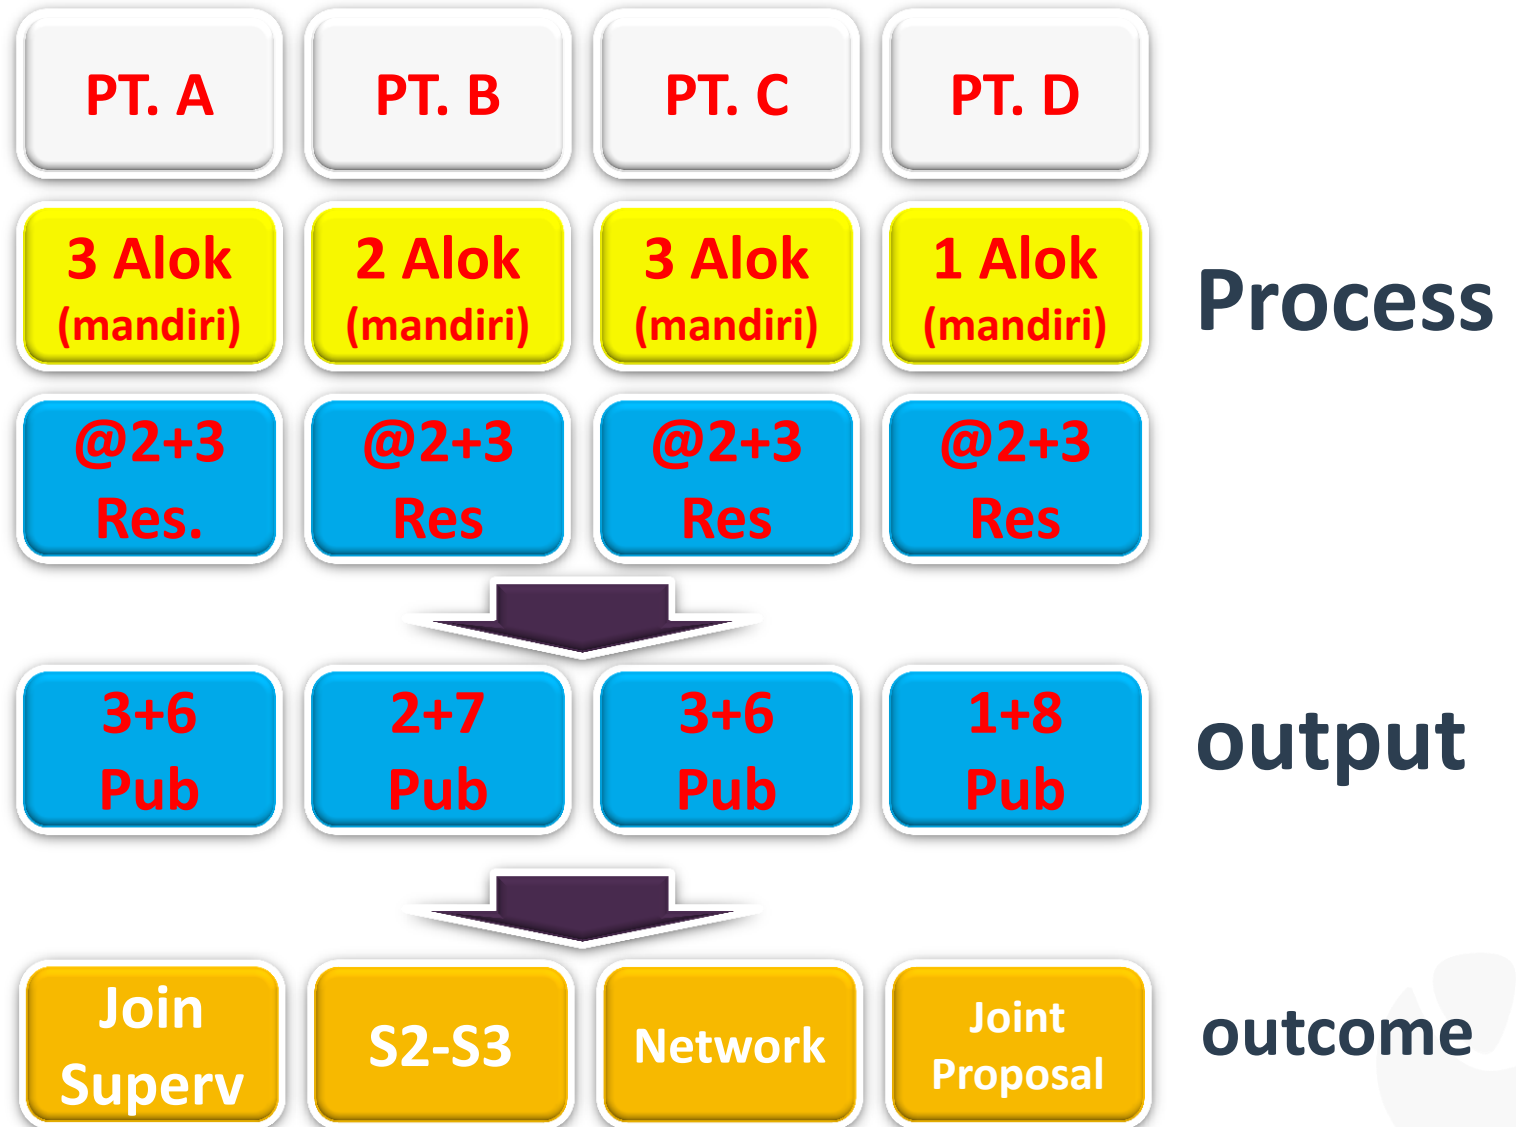 PT. A
PT. B
PT. C
PT. D
3 Alok
(mandiri)
2 Alok
(mandiri)
3 Alok
(mandiri)
1 Alok
(mandiri)
Process
@2+3
Res.
@2+3
Res
@2+3
Res
@2+3
Res
3+6
Pub
2+7
Pub
3+6
Pub
1+8
Pub
output
Join
Superv
S2-S3
Network
Joint
Proposal
outcome